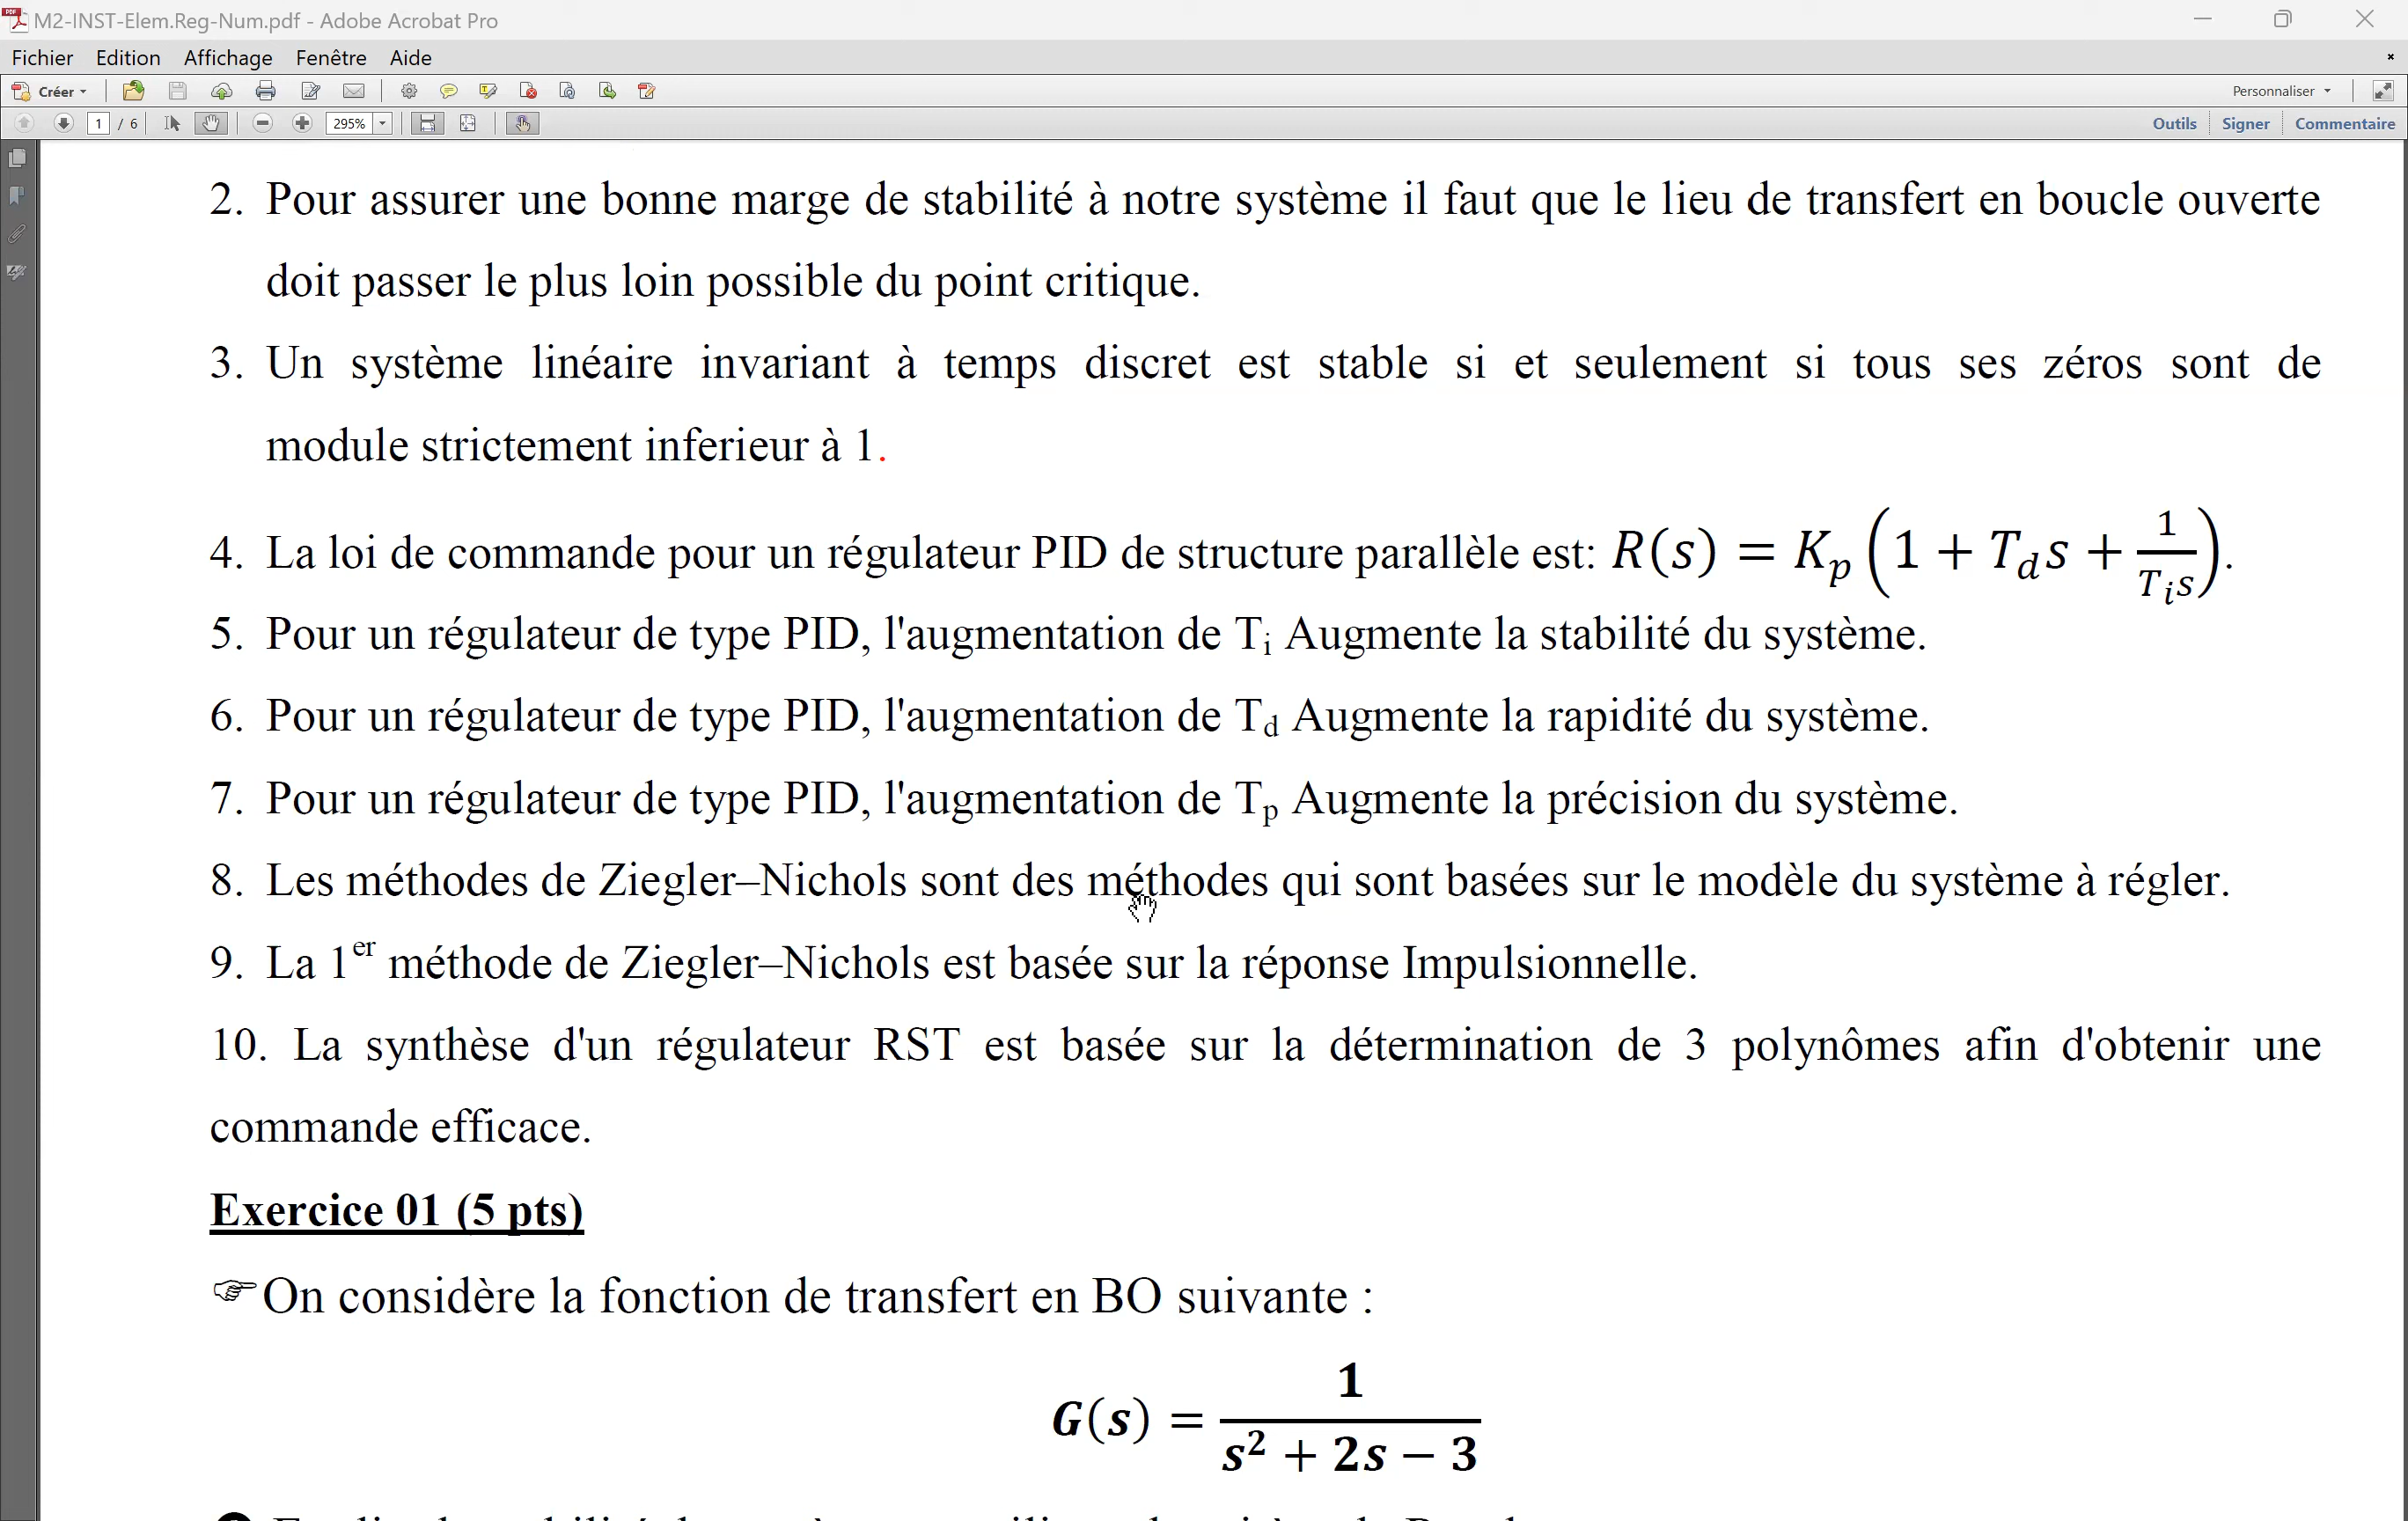 M2-INST-Elem.Reg-Num.pdf - Adobe Acrobat Pro
Fichier Edition Affichage Fenêtre Aide
Créer Personnaliser
1 / 6 295% Outils Signer Commentaire
2. Pour assurer une bonne marge de stabilité à notre système il faut que le lieu de transfert en boucle ouverte
doit passer le plus loin possible du point critique.
3. Un système linéaire invariant à temps discret est stable si et seulement si tous ses zéros sont de
module strictement inferieur à 1.
4. La loi de commande pour un régulateur PID de structure parallèle est: R(s) = K_p (1 + T_d s + 1/(T_i s)).
5. Pour un régulateur de type PID, l'augmentation de T_i Augmente la stabilité du système.
6. Pour un régulateur de type PID, l'augmentation de T_d Augmente la rapidité du système.
7. Pour un régulateur de type PID, l'augmentation de T_p Augmente la précision du système.
8. Les méthodes de Ziegler–Nichols sont des méthodes qui sont basées sur le modèle du système à régler.
9. La 1er méthode de Ziegler–Nichols est basée sur la réponse Impulsionnelle.
10. La synthèse d'un régulateur RST est basée sur la détermination de 3 polynômes afin d'obtenir une
commande efficace.
Exercice 01 (5 pts)
☞On considère la fonction de transfert en BO suivante :
G(s) = 1/(s² + 2s − 3)